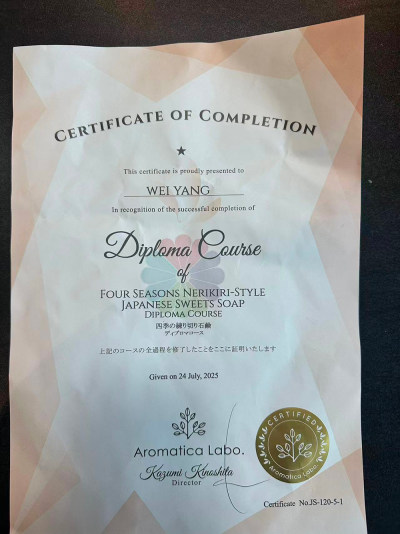 CERTIFICATE OF COMPLETION
This certificate is proudly presented to
WEI YANG
In recognition of the successful completion of
Diploma Course
of
FOUR SEASONS NERIKIRI-STYLE
JAPANESE SWEETS SOAP
DIPLOMA COURSE
四季の練り切り石鹸
ディプロマコース
上記のコースの全過程を修了したことをここに証明いたします
Given on 24 July, 2025
Aromatica Labo.
Kazumi Kinoshita
Director
CERTIFIED
Aromatica Labo.
Certificate No.JS-120-5-1